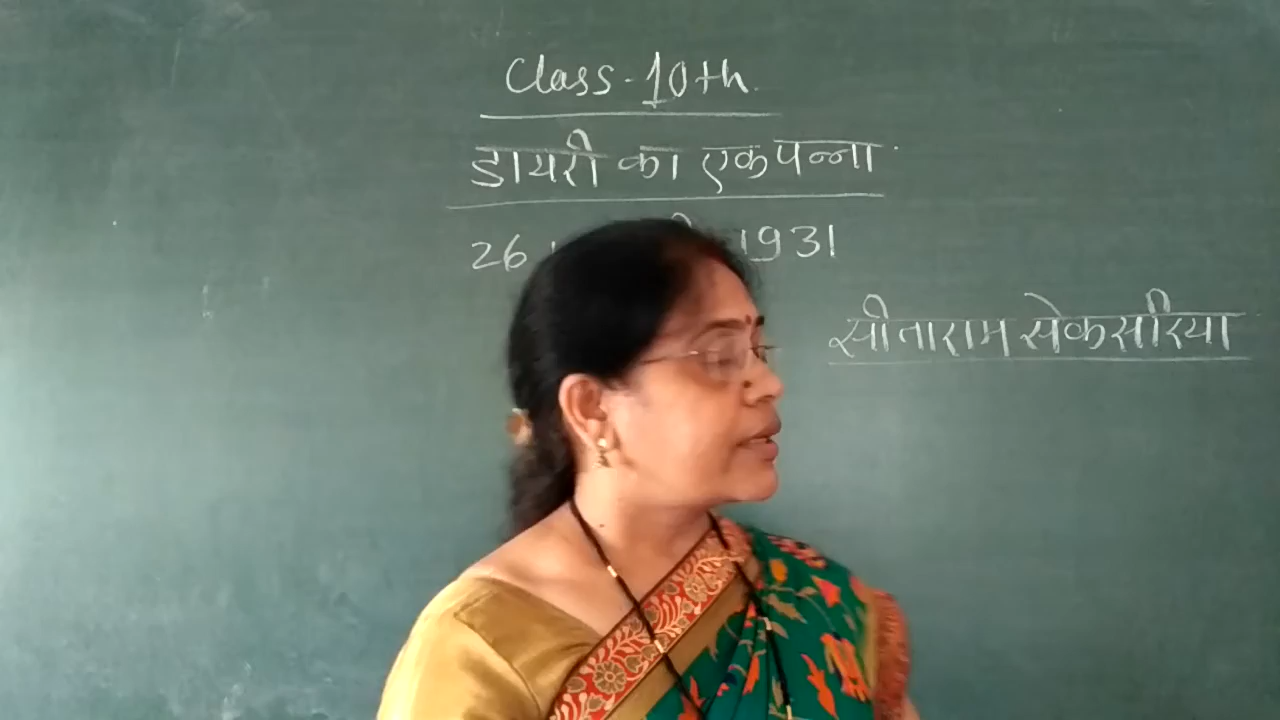 Class-10th.
डायरी का एक पन्ना
26 1931
सीताराम सेकसरिया